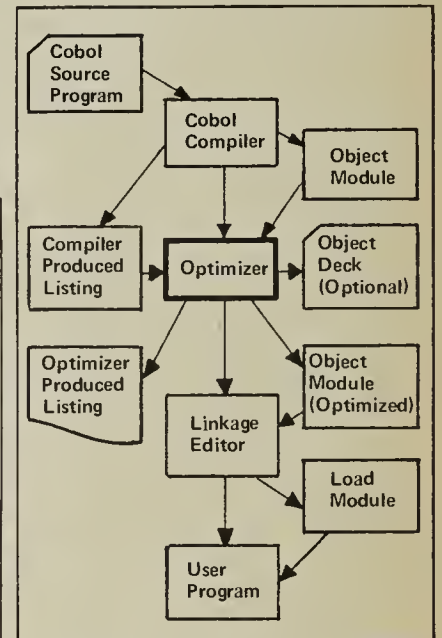 Cobol
Source
Program
Cobol
Compiler
Object
Module
Compiler
Produced
Listing
Optimizer
Object
Deck
(Optional)
Optimizer
Produced
Listing
Linkage
Editor
Object
Module
(Optimized)
Load
Module
User
Program